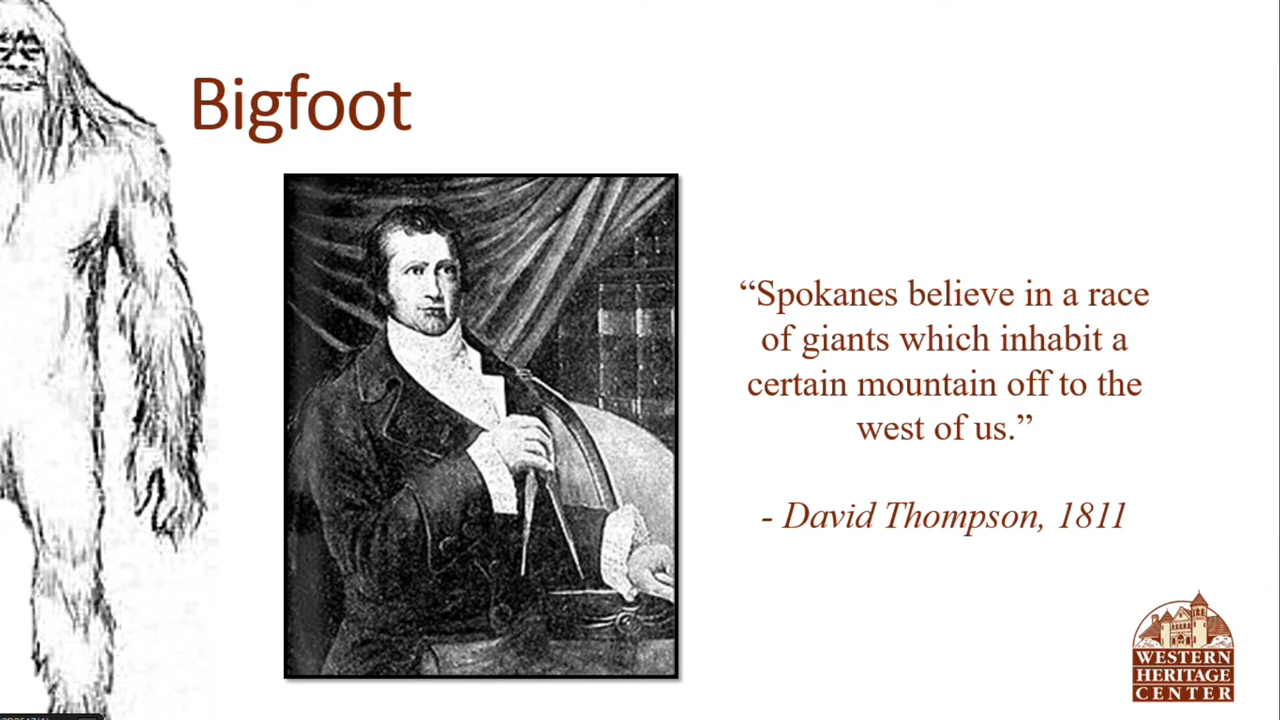 Bigfoot
“Spokanes believe in a race
of giants which inhabit a
certain mountain off to the
west of us.”
- David Thompson, 1811
WESTERN
HERITAGE
CENTER